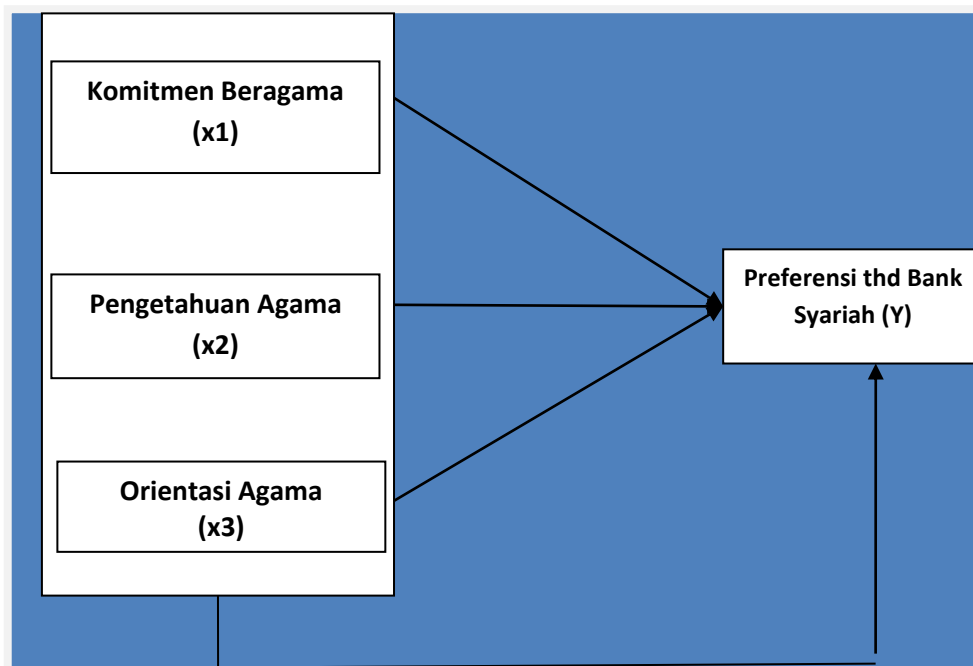 Komitmen Beragama
(x1)
Pengetahuan Agama
(x2)
Orientasi Agama
(x3)
Preferensi thd Bank
Syariah (Y)